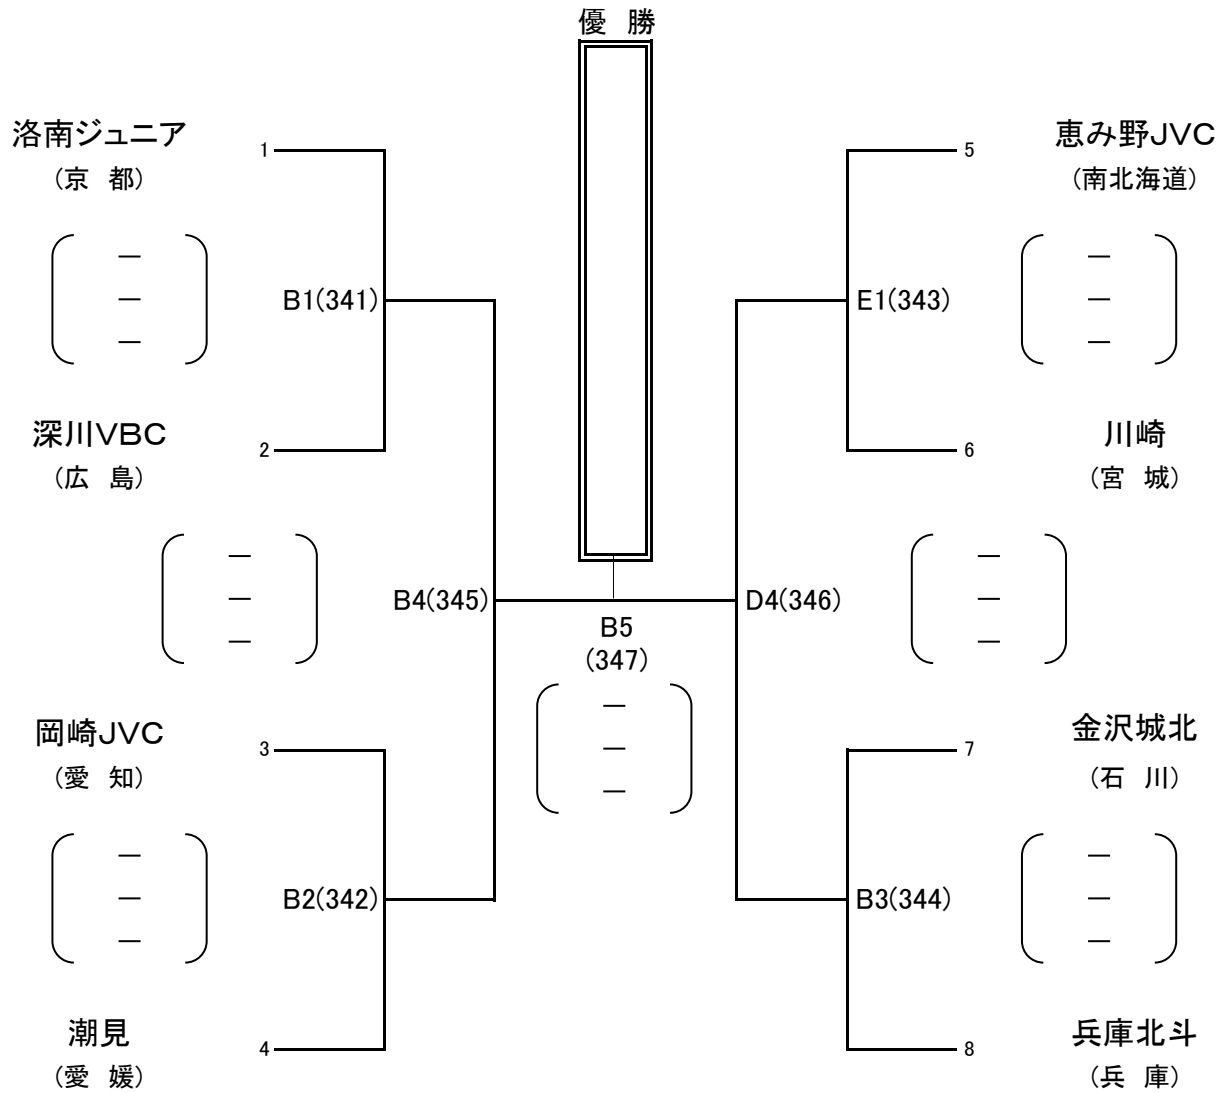 優　勝
洛南ジュニア
（京　都）
1
5
恵み野JVC
（南北海道）
－
－
－
B1(341)
E1(343)
－
－
－
深川VBC
（広　島）
2
6
川崎
（宮　城）
－
－
－
B4(345)
B5
(347)
D4(346)
－
－
－
－
－
－
岡崎JVC
（愛　知）
3
7
金沢城北
（石　川）
－
－
－
B2(342)
B3(344)
－
－
－
潮見
（愛　媛）
4
8
兵庫北斗
（兵　庫）